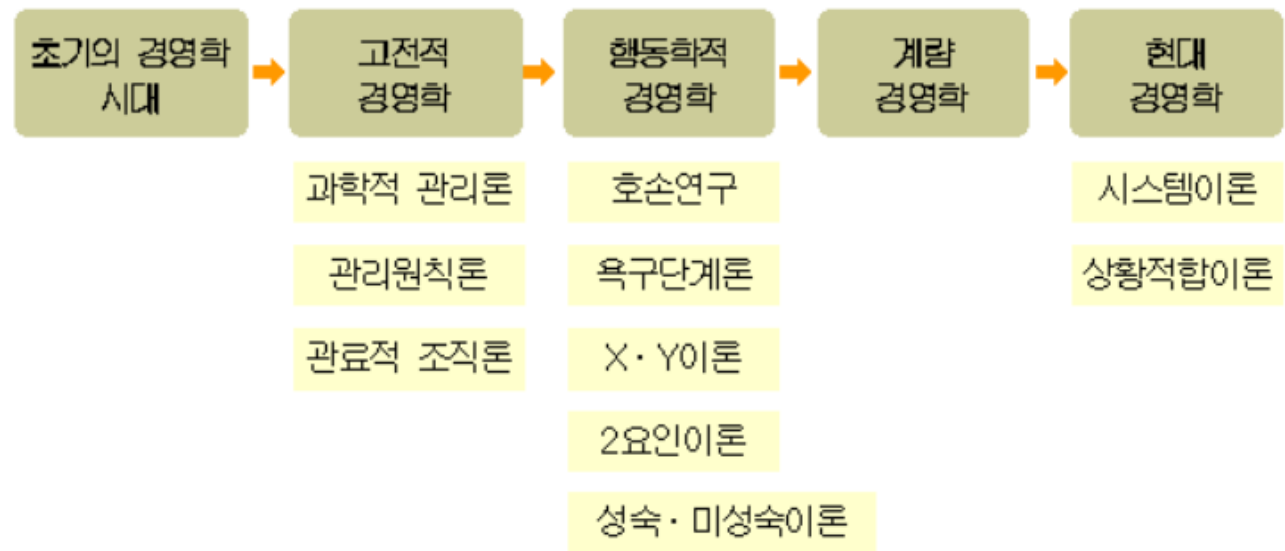 초기의 경영학
시대
고전적
경영학
행동학적
경영학
계량
경영학
현대
경영학
과학적 관리론
관리원칙론
관료적 조직론
호손연구
욕구단계론
X·Y이론
2요인이론
성숙·미성숙이론
시스템이론
상황적합이론